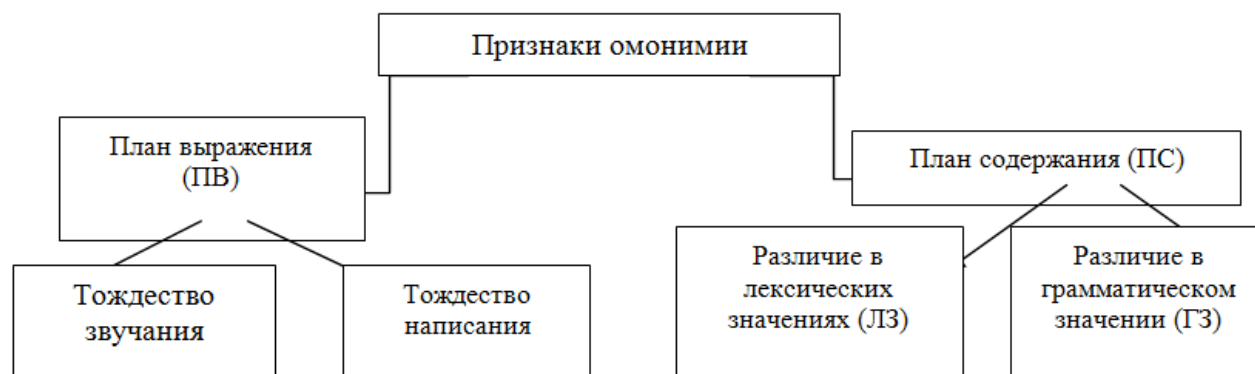 Признаки омонимии
План выражения
(ПВ)
План содержания (ПС)
Тождество
звучания
Тождество
написания
Различие в
лексических
значениях (ЛЗ)
Различие в
грамматическом
значении (ГЗ)